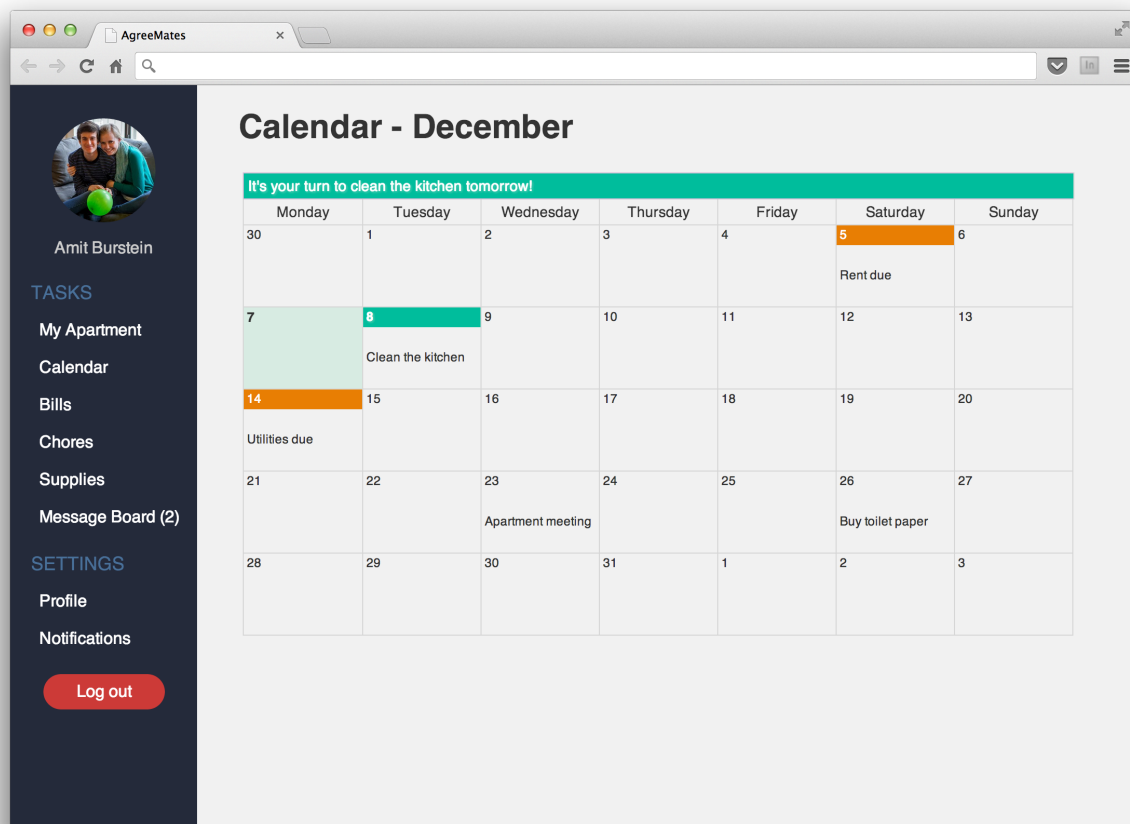 AgreeMates
Amit Burstein
TASKS
My Apartment
Calendar
Bills
Chores
Supplies
Message Board (2)
SETTINGS
Profile
Notifications
Log out
Calendar - December
It's your turn to clean the kitchen tomorrow!
Monday Tuesday Wednesday Thursday Friday Saturday Sunday
30 1 2 3 4 5 6
Rent due
7 8 9 10 11 12 13
Clean the kitchen
14 15 16 17 18 19 20
Utilities due
21 22 23 24 25 26 27
Apartment meeting Buy toilet paper
28 29 30 31 1 2 3